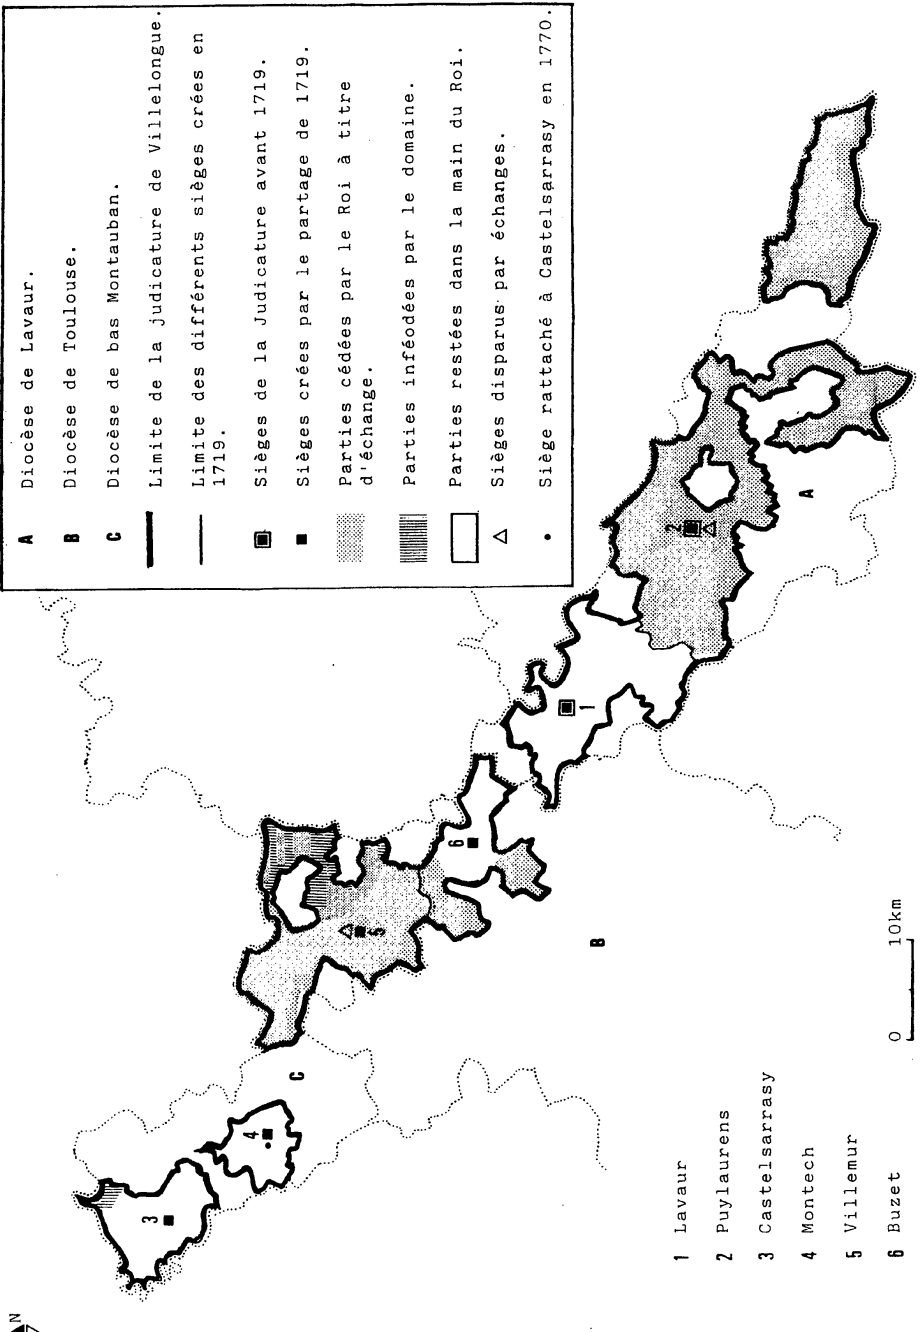 A Diocèse de Lavaur.
B Diocèse de Toulouse.
C Diocèse de bas Montauban.
Limite de la judicature de Villelongue.
Limite des différents sièges crées en
1719.
Sièges de la Judicature avant 1719.
Sièges crées par le partage de 1719.
Parties cédées par le Roi à titre
d'échange.
Parties inféodées par le domaine.
Parties restées dans la main du Roi.
Sièges disparus par échanges.
Siège rattaché à Castelsarrasy en 1770.
N
3
4
C
5
6
B
1
2
A
0 10km
1 Lavaur
2 Puylaurens
3 Castelsarrasy
4 Montech
5 Villemur
6 Buzet